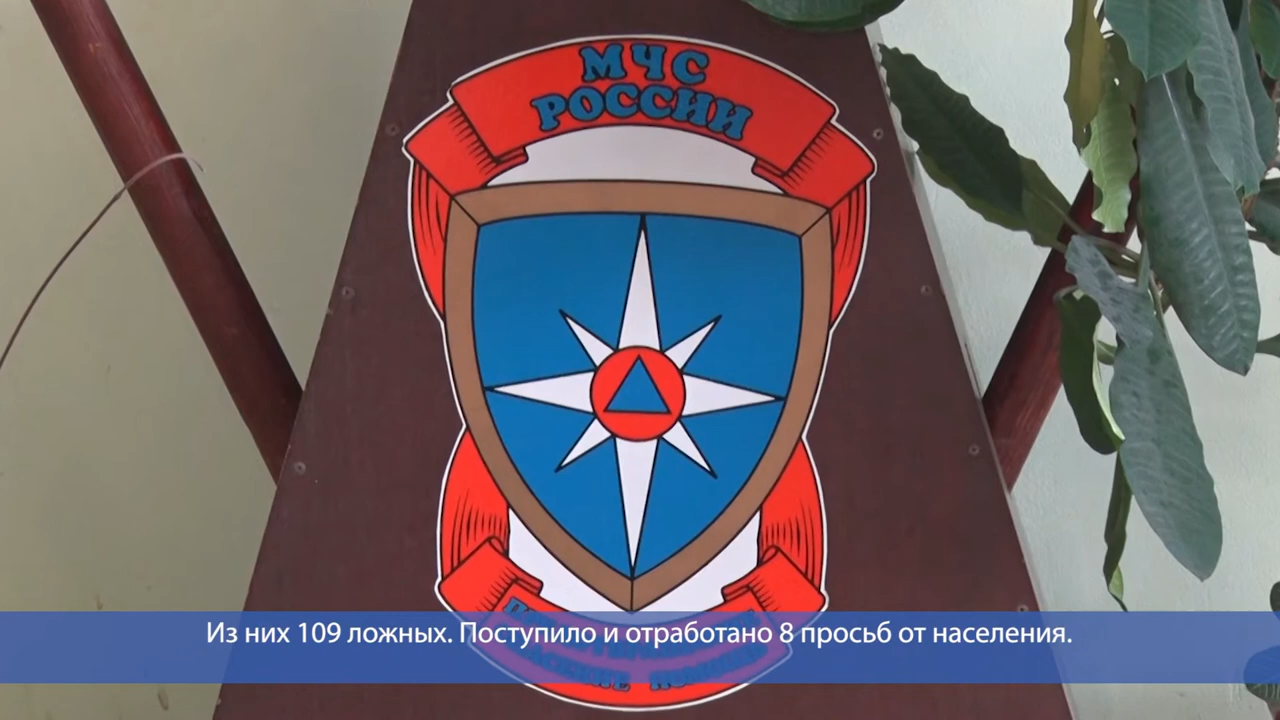 МЧС
РОССИИ
Из них 109 ложных. Поступило и отработано 8 просьб от населения.